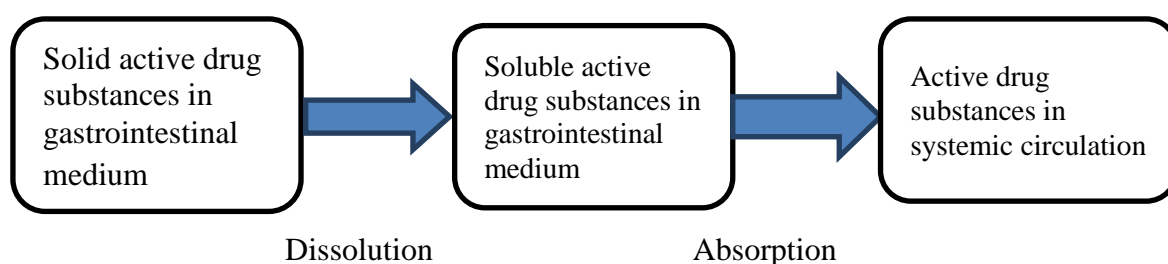 Solid active drug
substances in
gastrointestinal
medium
Soluble active
drug substances in
gastrointestinal
medium
Active drug
substances in
systemic circulation
Dissolution
Absorption